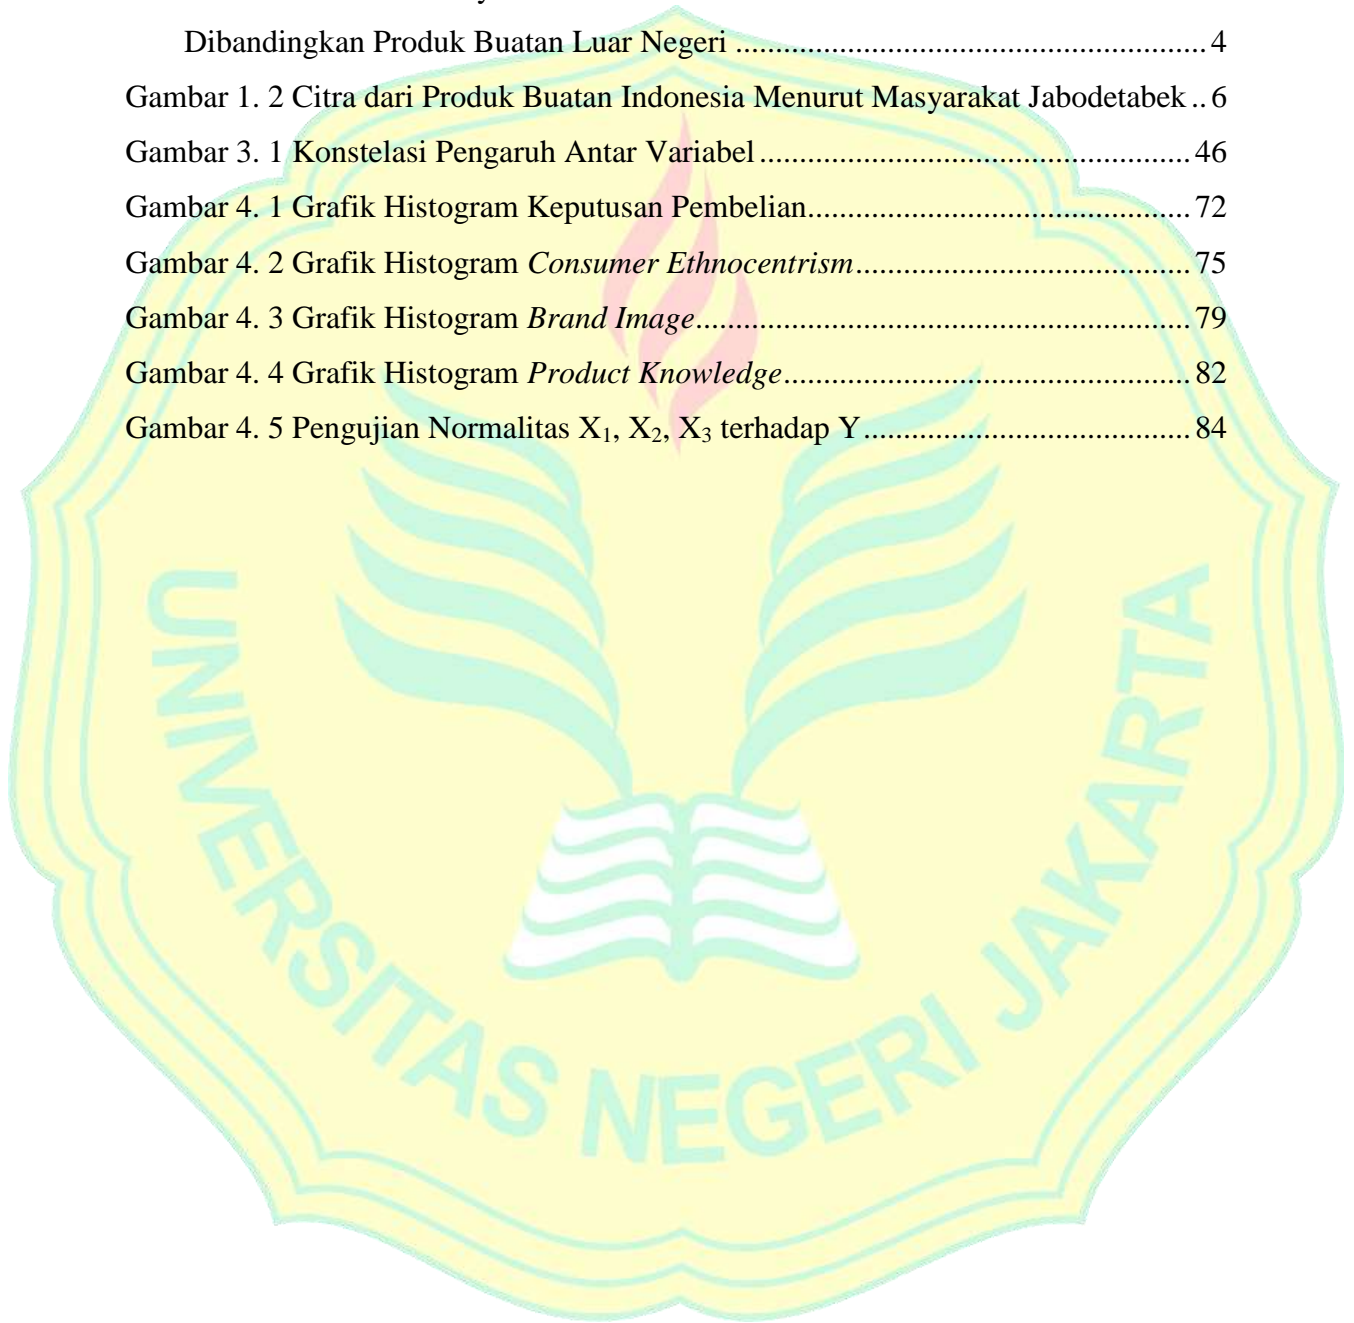 Dibandingkan Produk Buatan Luar Negeri ........................................................ 4
Gambar 1. 2 Citra dari Produk Buatan Indonesia Menurut Masyarakat Jabodetabek .. 6
Gambar 3. 1 Konstelasi Pengaruh Antar Variabel .................................................... 46
Gambar 4. 1 Grafik Histogram Keputusan Pembelian.............................................. 72
Gambar 4. 2 Grafik Histogram Consumer Ethnocentrism........................................ 75
Gambar 4. 3 Grafik Histogram Brand Image............................................................ 79
Gambar 4. 4 Grafik Histogram Product Knowledge................................................. 82
Gambar 4. 5 Pengujian Normalitas X₁, X₂, X₃ terhadap Y....................................... 84
UNIVERSITAS NEGERI JAKARTA